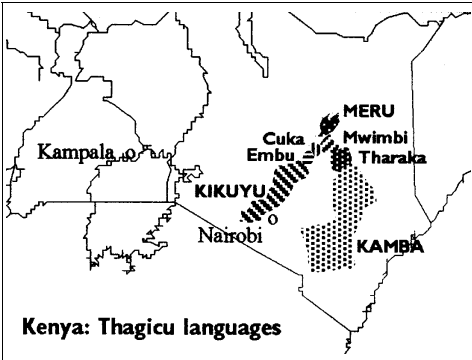 MERU
Cuka Mwimbi
Embu Tharaka
Kampala
KIKUYU
Nairobi
KAMBA
Kenya: Thagicu languages